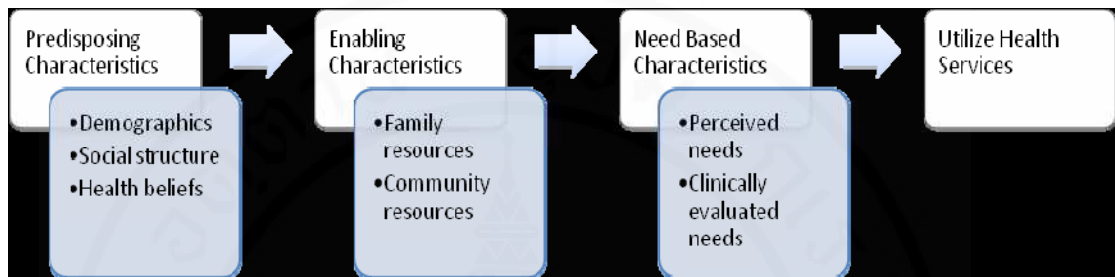 Predisposing
Characteristics
•Demographics
•Social structure
•Health beliefs
Enabling
Characteristics
•Family
resources
•Community
resources
Need Based
Characteristics
•Perceived
needs
•Clinically
evaluated
needs
Utilize Health
Services